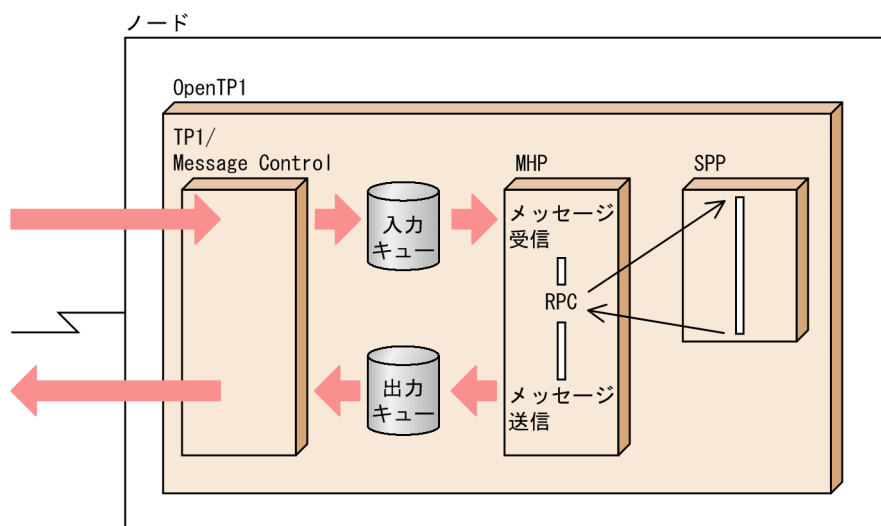 ノード
OpenTP1
TP1/
Message Control
MHP
SPP
メッセージ
受信
入力
キュー
RPC
出力
キュー
メッセージ
送信